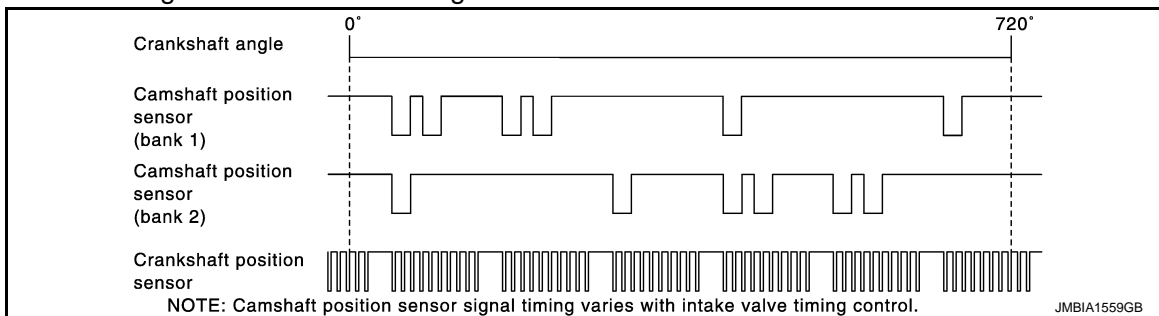 0°
720°
Crankshaft angle
Camshaft position
sensor
(bank 1)
Camshaft position
sensor
(bank 2)
Crankshaft position
sensor
NOTE: Camshaft position sensor signal timing varies with intake valve timing control.
JMBIA1559GB